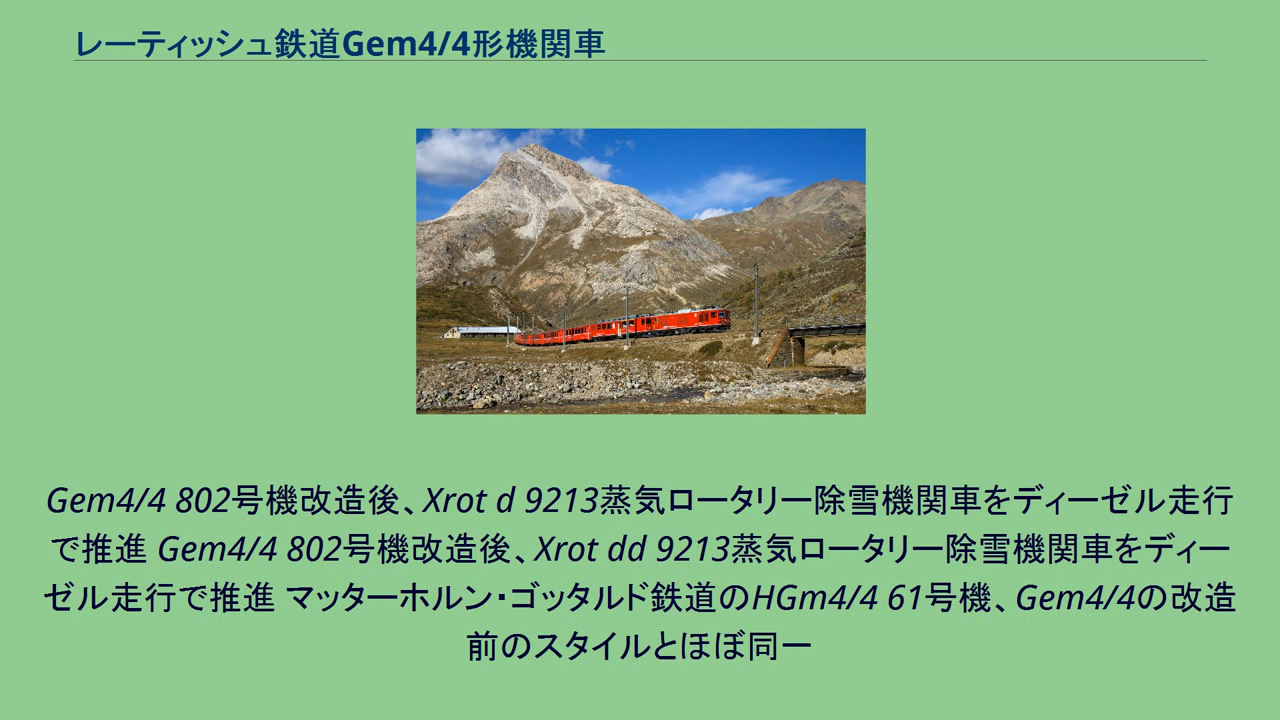 レーティッシュ鉄道Gem4/4形機関車
Gem4/4 802号機改造後、Xrot d 9213蒸気ロータリー除雪機関車をディーゼル走行
で推進 Gem4/4 802号機改造後、Xrot dd 9213蒸気ロータリー除雪機関車をディー
ゼル走行で推進 マッターホルン・ゴッタルド鉄道のHGm4/4 61号機、Gem4/4の改造
前のスタイルとほぼ同一